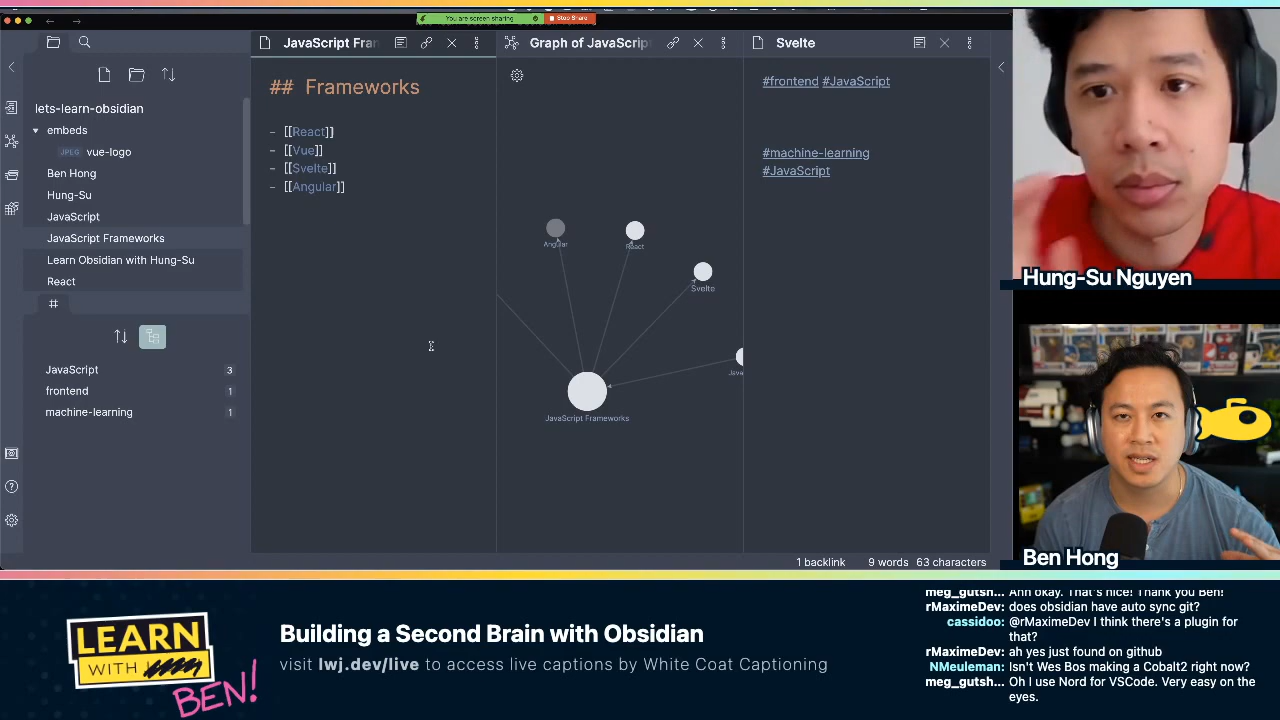 You are screen sharing
Stop Share
JavaScript Fran
Graph of JavaScrip
Svelte
lets-learn-obsidian
embeds
JPEG vue-logo
Ben Hong
Hung-Su
JavaScript
JavaScript Frameworks
Learn Obsidian with Hung-Su
React
#
JavaScript 3
frontend 1
machine-learning 1
## Frameworks
- [[React]]
- [[Vue]]
- [[Svelte]]
- [[Angular]]
Angular
React
Svelte
Jave
JavaScript Frameworks
#frontend #JavaScript
#machine-learning
#JavaScript
1 backlink 9 words 63 characters
Hung-Su Nguyen
Ben Hong
LEARN
WITH
BEN!
Building a Second Brain with Obsidian
visit lwj.dev/live to access live captions by White Coat Captioning
meg_gutsh... Ahh okay. That's nice! Thank you Ben!
rMaximeDev: does obsidian have auto sync git?
cassidoo: @rMaximeDev I think there's a plugin for
that?
rMaximeDev: ah yes just found on github
NMeuleman: Isn't Wes Bos making a Cobalt2 right now?
meg_gutsh... Oh I use Nord for VSCode. Very easy on the
eyes.